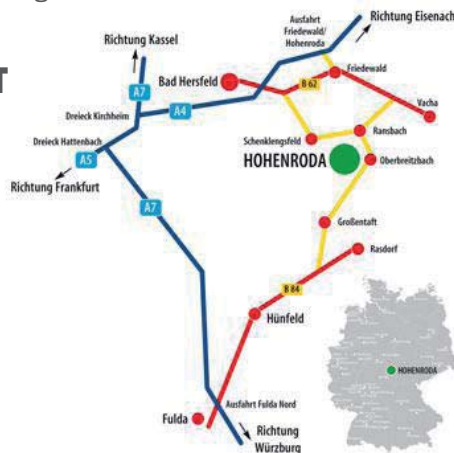 g
T
Richtung Kassel
Ausfahrt
Friedewald/
Hohenroda
Richtung Eisenach
Bad Hersfeld
B 62
Friedewald
A7
A4
Vacha
Dreieck Kirchheim
Schenklengsfeld
Ransbach
Dreieck Hattenbach
HOHENRODA
Oberbreitzbach
A5
Richtung Frankfurt
A7
Großentaft
Rasdorf
B 84
Hünfeld
HOHENRODA
Ausfahrt Fulda Nord
Fulda
Richtung
Würzburg